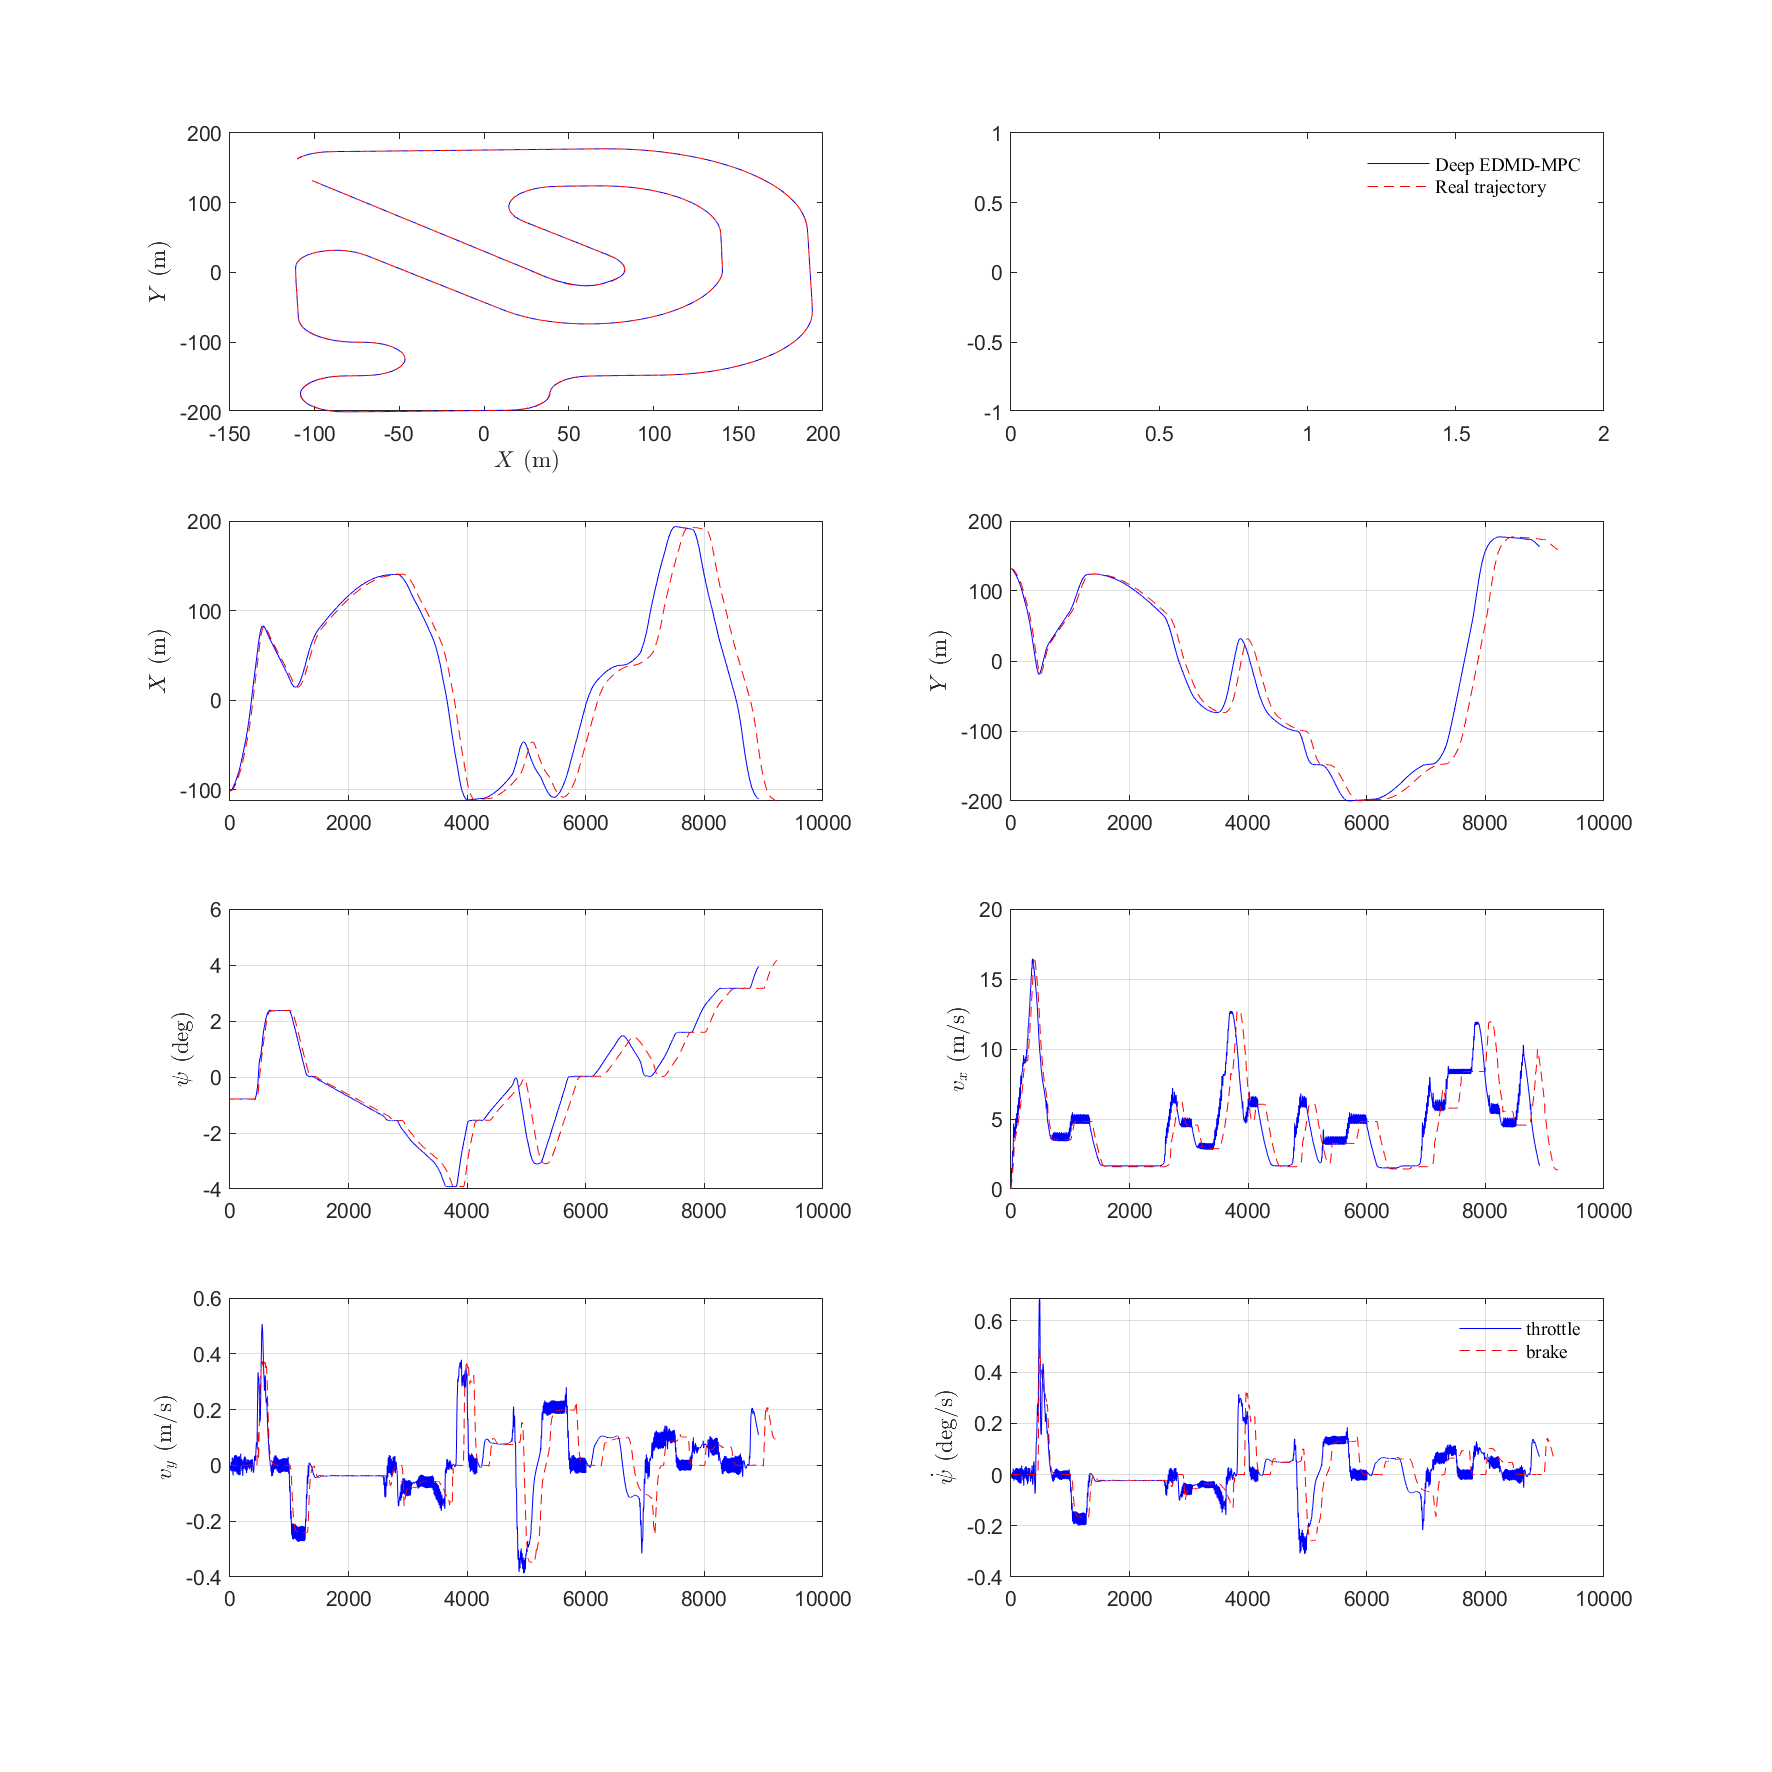 200
100
0
-100
-200
Y (m)
-150 -100 -50 0 50 100 150 200
X (m)
1
0.5
0
-0.5
-1
0 0.5 1 1.5 2
Deep EDMD-MPC
Real trajectory
200
100
0
-100
X (m)
0 2000 4000 6000 8000 10000
200
100
0
-100
-200
Y (m)
0 2000 4000 6000 8000 10000
6
4
2
0
-2
-4
ψ (deg)
0 2000 4000 6000 8000 10000
20
15
10
5
0
v_x (m/s)
0 2000 4000 6000 8000 10000
0.6
0.4
0.2
0
-0.2
-0.4
v_y (m/s)
0 2000 4000 6000 8000 10000
0.6
0.4
0.2
0
-0.2
-0.4
ψ̇ (deg/s)
0 2000 4000 6000 8000 10000
throttle
brake